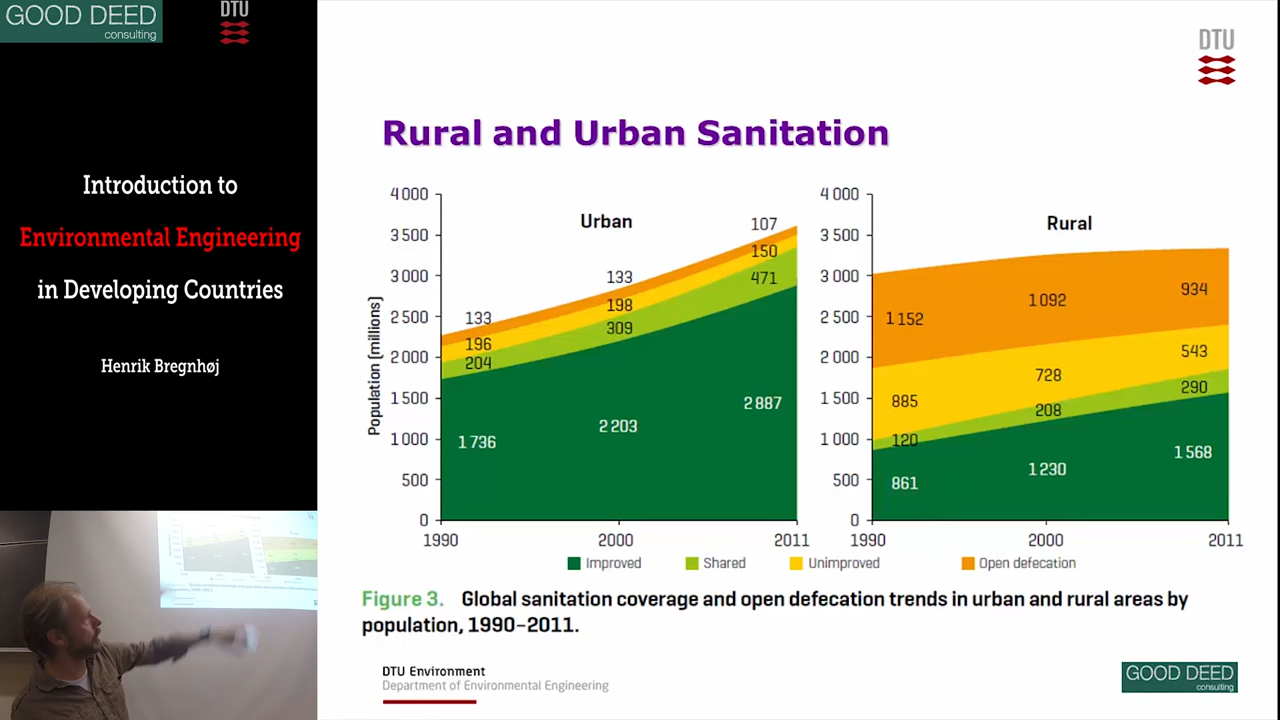 GOOD DEED
consulting
DTU
Introduction to
Environmental Engineering
in Developing Countries
Henrik Bregnhøj
DTU
Rural and Urban Sanitation
Population (millions)
4 000
3 500
3 000
2 500
2 000
1 500
1 000
500
0
Urban
133
196
204
1 736
133
198
309
2 203
107
150
471
2 887
1990
2000
2011
4 000
3 500
3 000
2 500
2 000
1 500
1 000
500
0
Rural
1 152
885
120
861
1 092
728
208
1 230
934
543
290
1 568
1990
2000
2011
Improved
Shared
Unimproved
Open defecation
Figure 3. Global sanitation coverage and open defecation trends in urban and rural areas by
population, 1990–2011.
DTU Environment
Department of Environmental Engineering
GOOD DEED
consulting